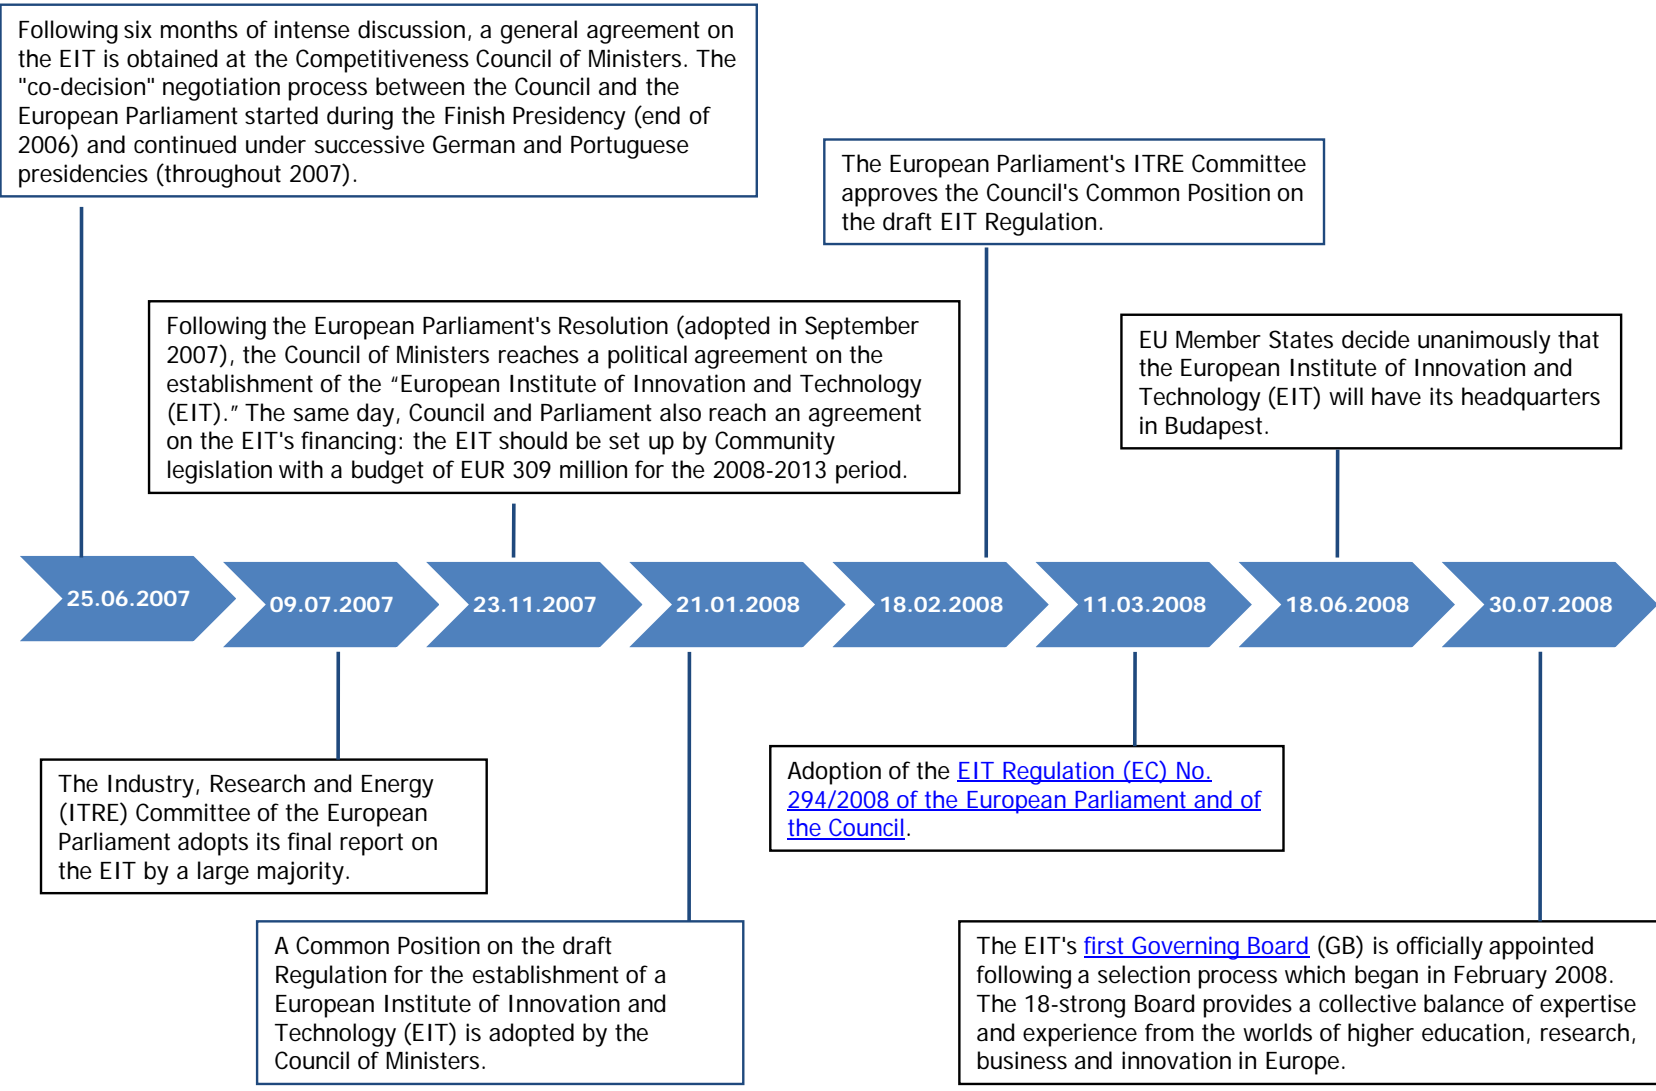 Following six months of intense discussion, a general agreement on
the EIT is obtained at the Competitiveness Council of Ministers. The
"co-decision" negotiation process between the Council and the
European Parliament started during the Finish Presidency (end of
2006) and continued under successive German and Portuguese
presidencies (throughout 2007).
The European Parliament's ITRE Committee
approves the Council's Common Position on
the draft EIT Regulation.
Following the European Parliament's Resolution (adopted in September
2007), the Council of Ministers reaches a political agreement on the
establishment of the “European Institute of Innovation and Technology
(EIT).” The same day, Council and Parliament also reach an agreement
on the EIT's financing: the EIT should be set up by Community
legislation with a budget of EUR 309 million for the 2008-2013 period.
EU Member States decide unanimously that
the European Institute of Innovation and
Technology (EIT) will have its headquarters
in Budapest.
25.06.2007
09.07.2007
23.11.2007
21.01.2008
18.02.2008
11.03.2008
18.06.2008
30.07.2008
The Industry, Research and Energy
(ITRE) Committee of the European
Parliament adopts its final report on
the EIT by a large majority.
Adoption of the EIT Regulation (EC) No.
294/2008 of the European Parliament and of
the Council.
A Common Position on the draft
Regulation for the establishment of a
European Institute of Innovation and
Technology (EIT) is adopted by the
Council of Ministers.
The EIT's first Governing Board (GB) is officially appointed
following a selection process which began in February 2008.
The 18-strong Board provides a collective balance of expertise
and experience from the worlds of higher education, research,
business and innovation in Europe.